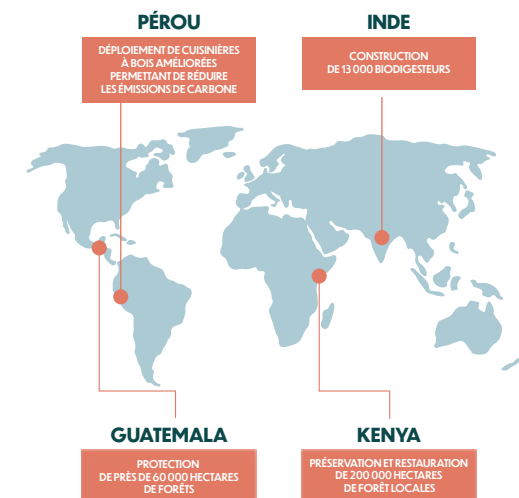 PÉROU
DÉPLOIEMENT DE CUISINIÈRES
À BOIS AMÉLIORÉES
PERMETTANT DE RÉDUIRE
LES ÉMISSIONS DE CARBONE
INDE
CONSTRUCTION
DE 13 000 BIODIGESTEURS
GUATEMALA
PROTECTION
DE PRÈS DE 60 000 HECTARES
DE FORÊTS
KENYA
PRÉSERVATION ET RESTAURATION
DE 200 000 HECTARES
DE FORÊT LOCALES